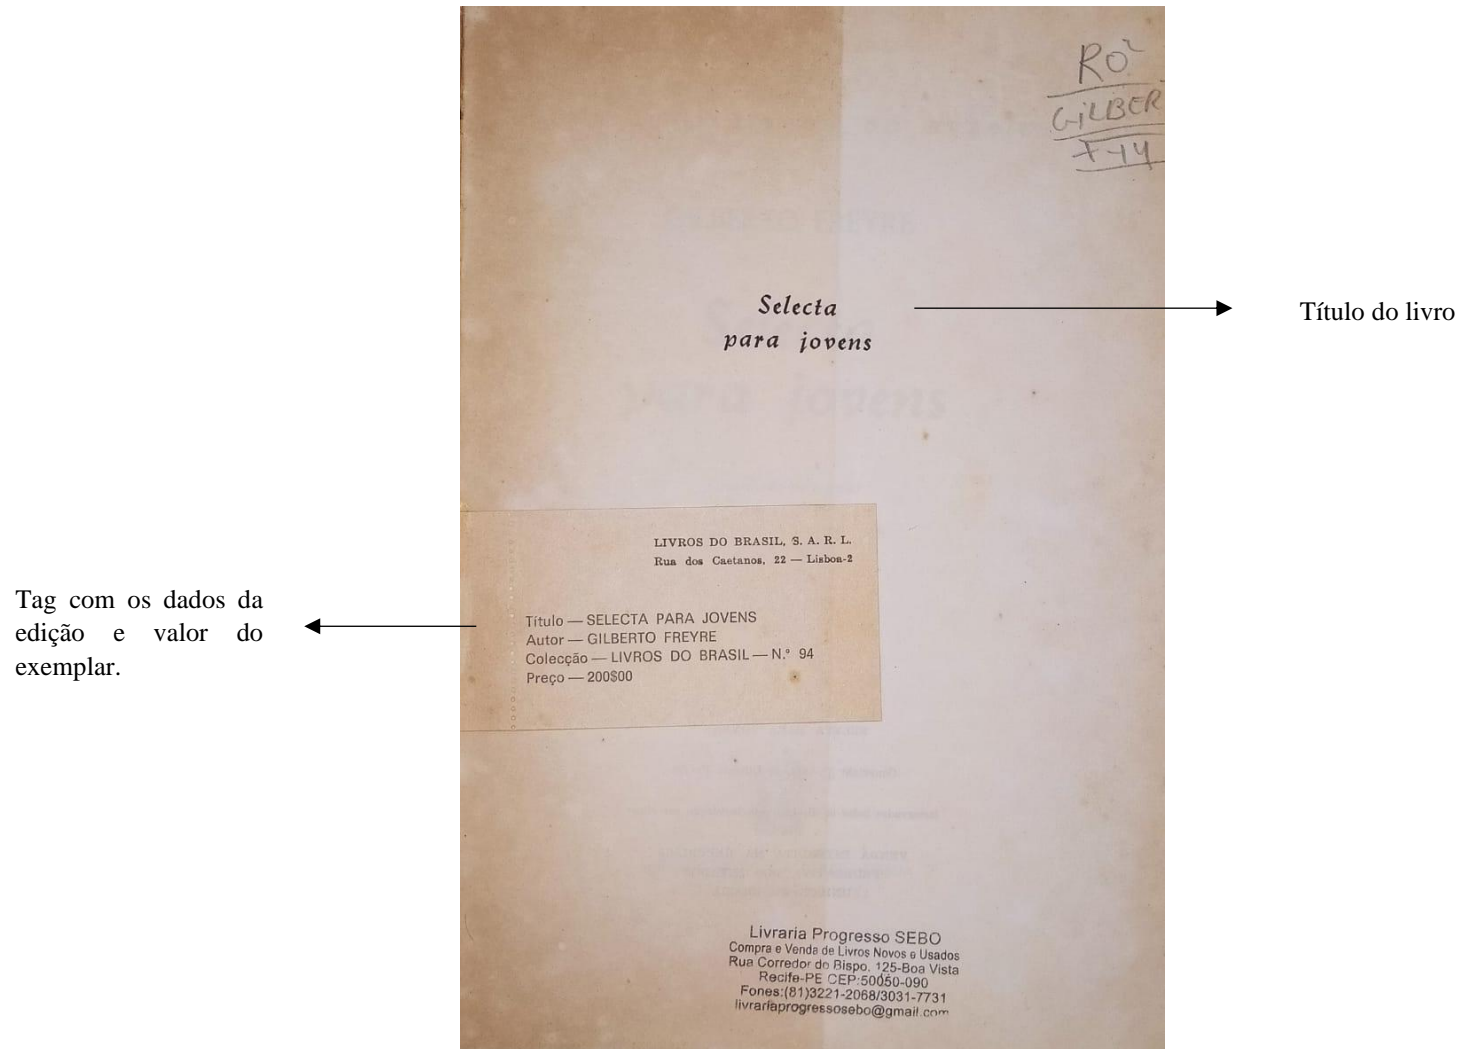 RO²
GILBER
F-14
Selecta
para jovens
Título do livro
LIVROS DO BRASIL, S. A. R. L.
Rua dos Caetanos, 22 — Lisboa-2
Tag com os dados da
edição e valor do
exemplar.
Título — SELECTA PARA JOVENS
Autor — GILBERTO FREYRE
Colecção — LIVROS DO BRASIL — N.º 94
Preço — 200$00
Livraria Progresso SEBO
Compra e Venda de Livros Novos e Usados
Rua Corredor do Bispo, 125-Boa Vista
Recife-PE CEP:50050-090
Fones:(81)3221-2068/3031-7731
livrariaprogressosebo@gmail.com